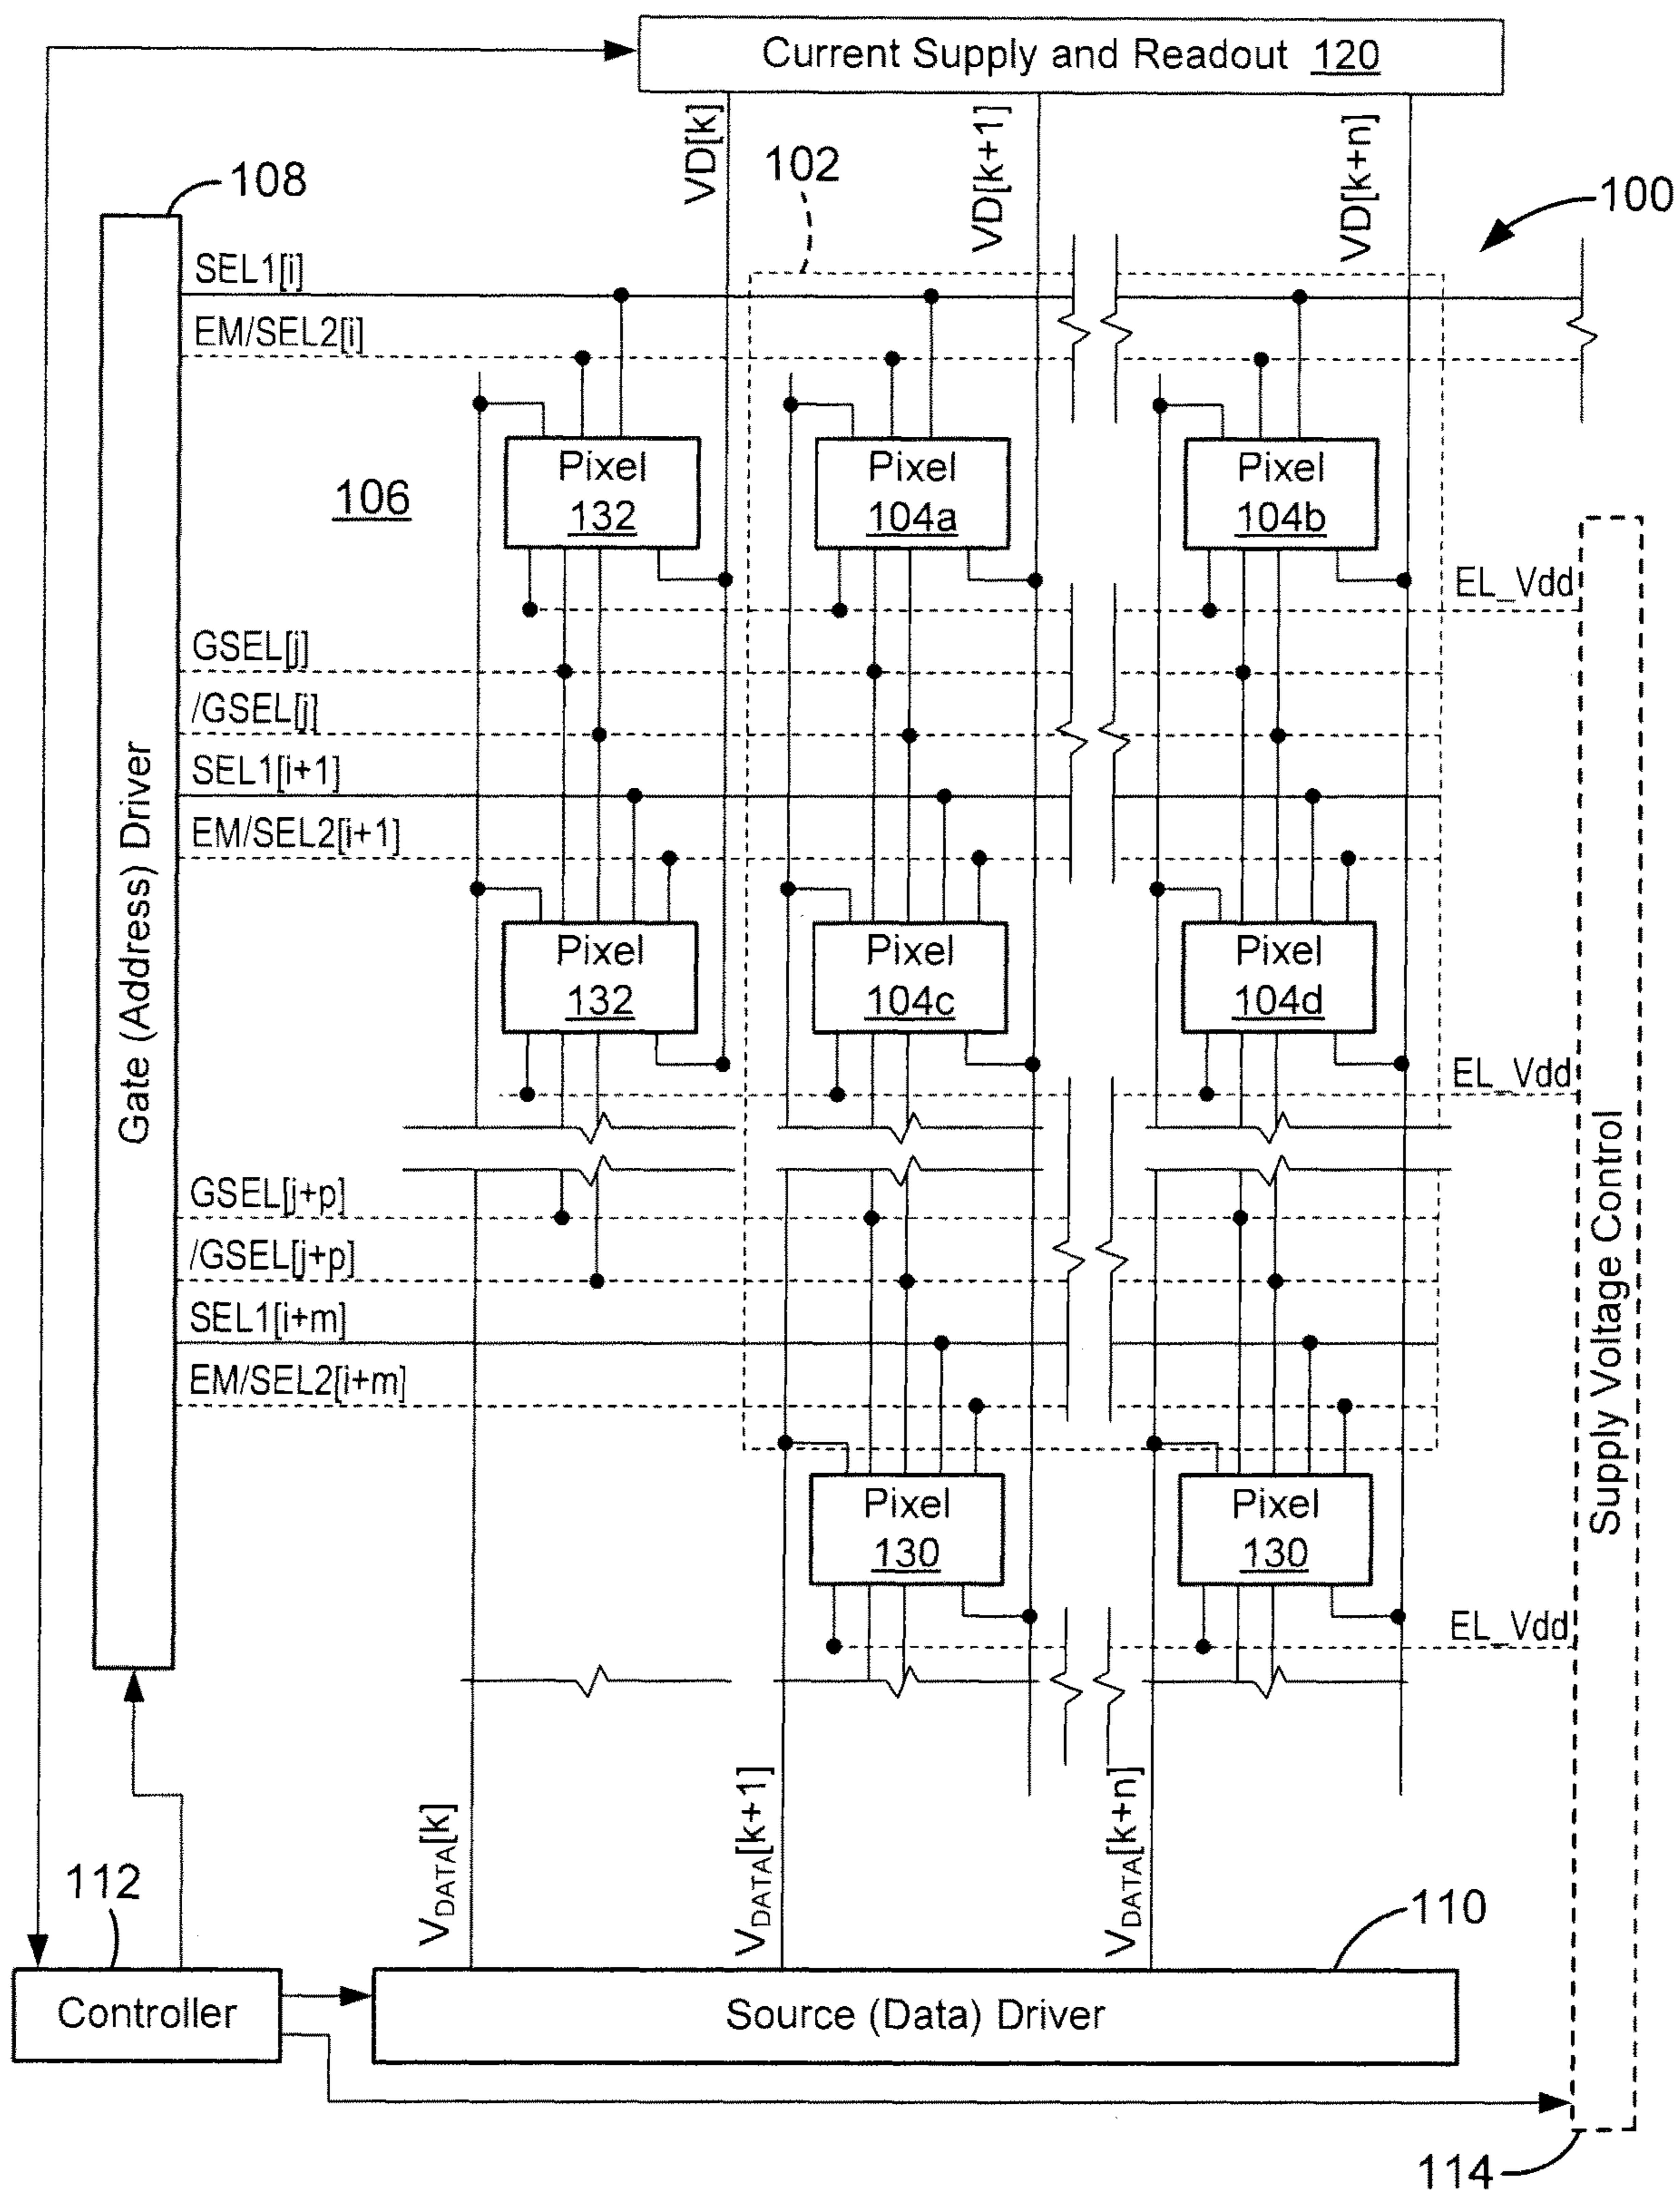 Current Supply and Readout 120
VD[k]
VD[k+1]
VD[k+n]
102
108
100
SEL1[i]
EM/SEL2[i]
106
Pixel
132
Pixel
104a
Pixel
104b
EL_Vdd
GSEL[j]
/GSEL[j]
SEL1[i+1]
EM/SEL2[i+1]
Gate (Address) Driver
Pixel
132
Pixel
104c
Pixel
104d
EL_Vdd
Supply Voltage Control
GSEL[j+p]
/GSEL[j+p]
SEL1[i+m]
EM/SEL2[i+m]
Pixel
130
Pixel
130
EL_Vdd
VDATA[k]
VDATA[k+1]
VDATA[k+n]
112
110
Controller
Source (Data) Driver
114